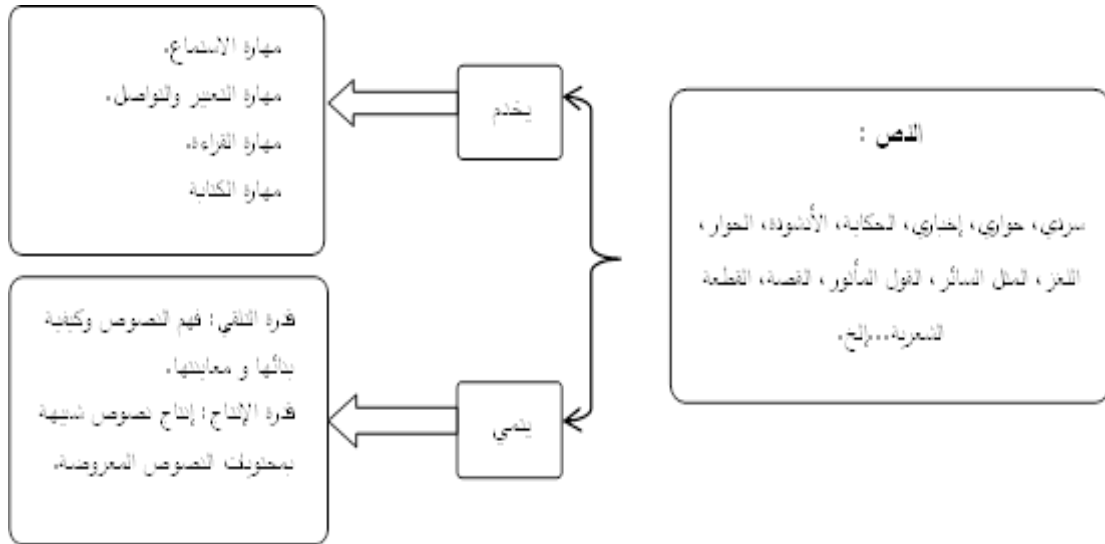 النص :
سردي، حواري، إخباري، الحكاية، الأنشودة، الحوار،
اللغز، المثل السائر، القول المأثور، القصة، القطعة
الشعرية...إلخ.
يخدم
مهارة الاستماع.
مهارة التعبير والتواصل.
مهارة القراءة.
مهارة الكتابة
ينمي
قدرة التلقي: فهم النصوص وكيفية
بنائها و معاينتها.
قدرة الإنتاج: إنتاج نصوص شبيهة
بمحتويات النصوص المعروضة.